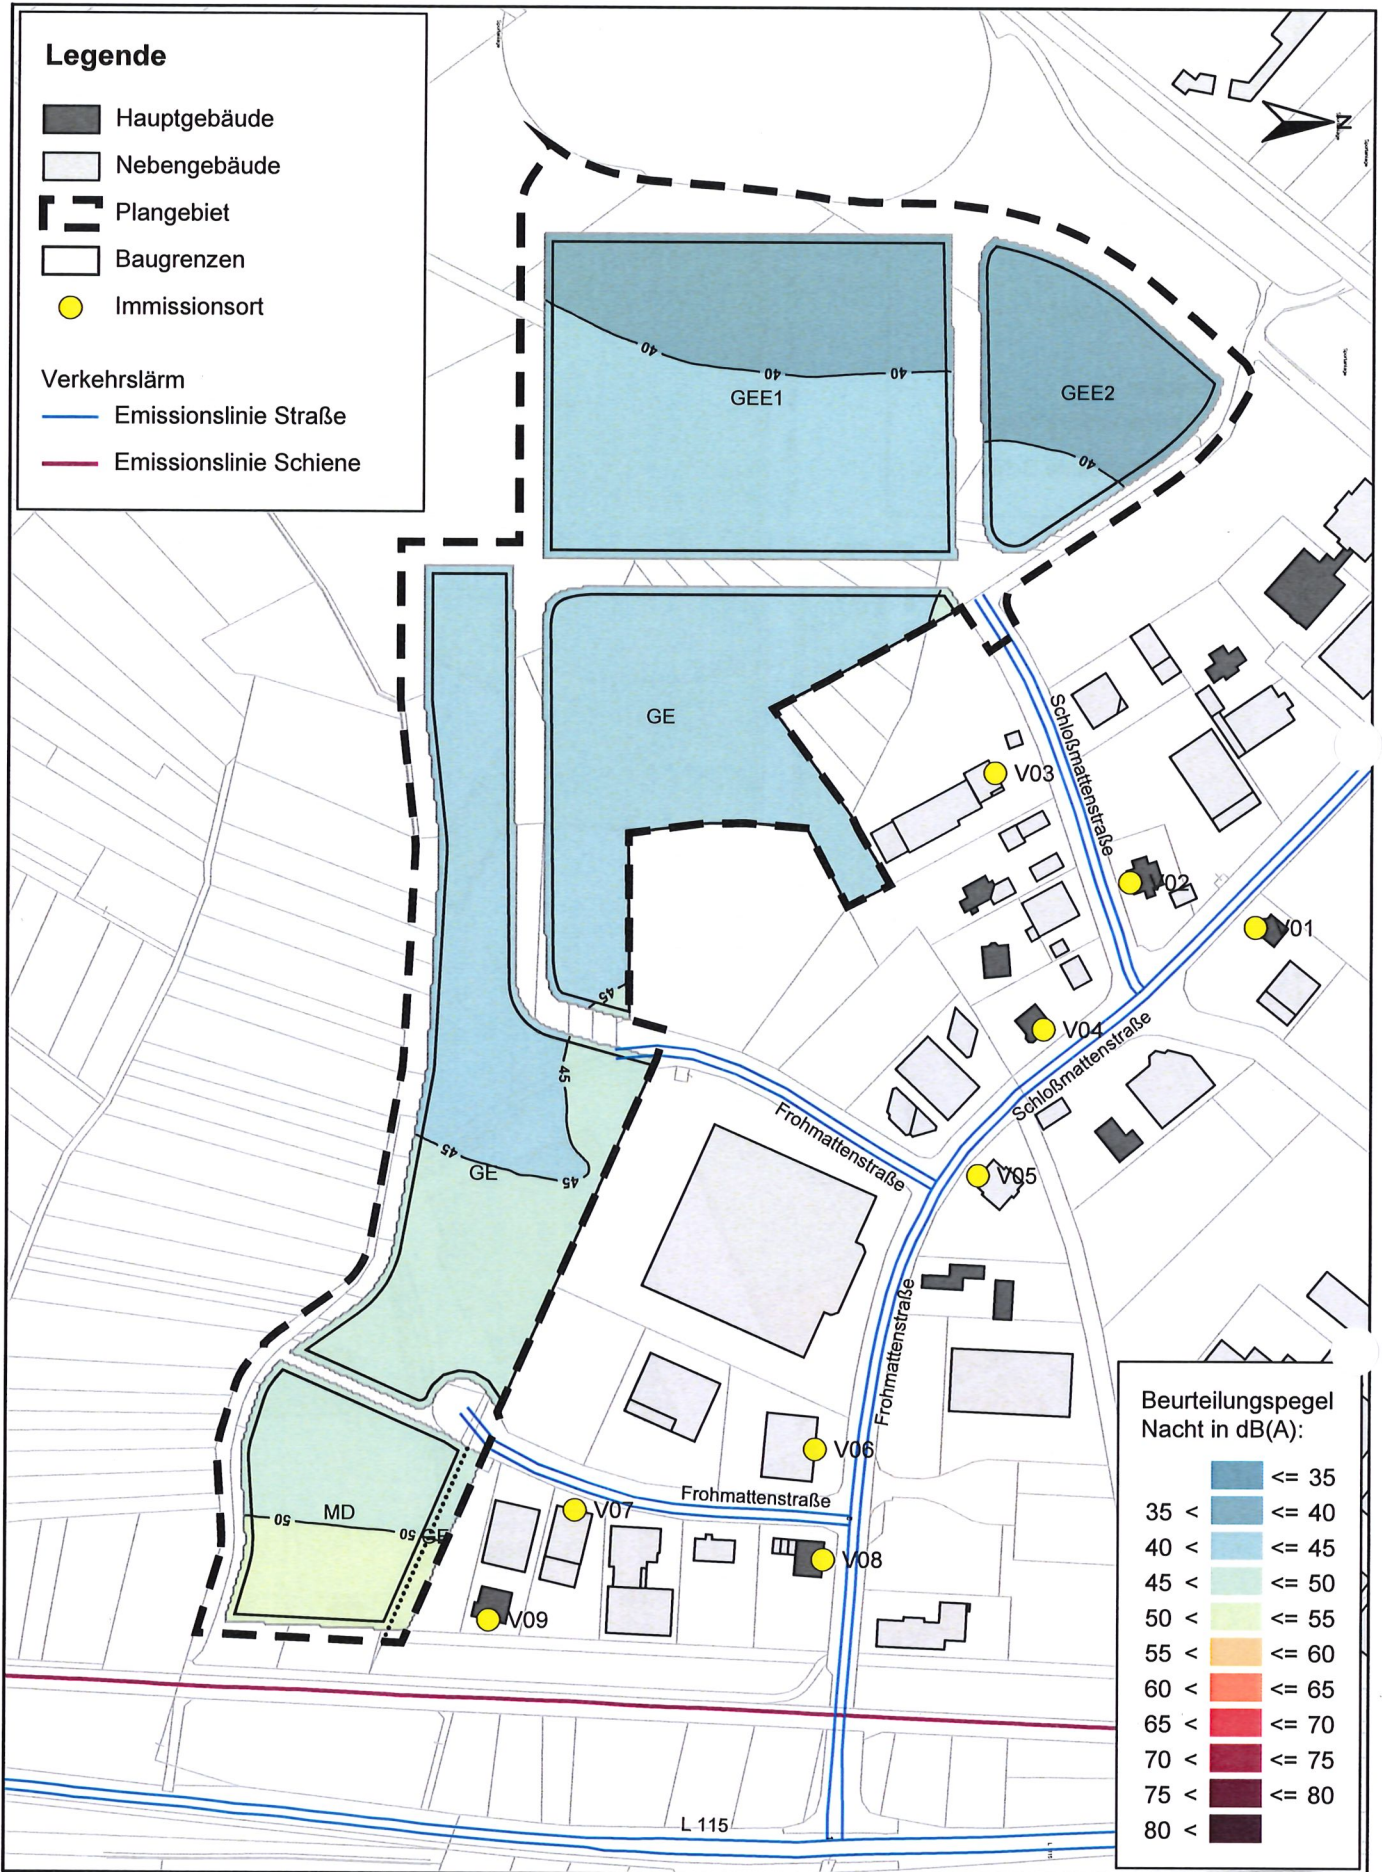 Legende
Hauptgebäude
Nebengebäude
Plangebiet
Baugrenzen
Immissionsort
Verkehrslärm
Emissionslinie Straße
Emissionslinie Schiene
N
40
40
40
GEE1
GEE2
40
GE
Schloßmattenstraße
V03
V02
V01
45
V04
Schloßmattenstraße
45
Frohmattenstraße
45
GE
45
V05
Frohmattenstraße
V06
Frohmattenstraße
V07
MD
50
50
GE
V08
V09
L 115
Beurteilungspegel
Nacht in dB(A):
<= 35
35 < <= 40
40 < <= 45
45 < <= 50
50 < <= 55
55 < <= 60
60 < <= 65
65 < <= 70
70 < <= 75
75 < <= 80
80 <